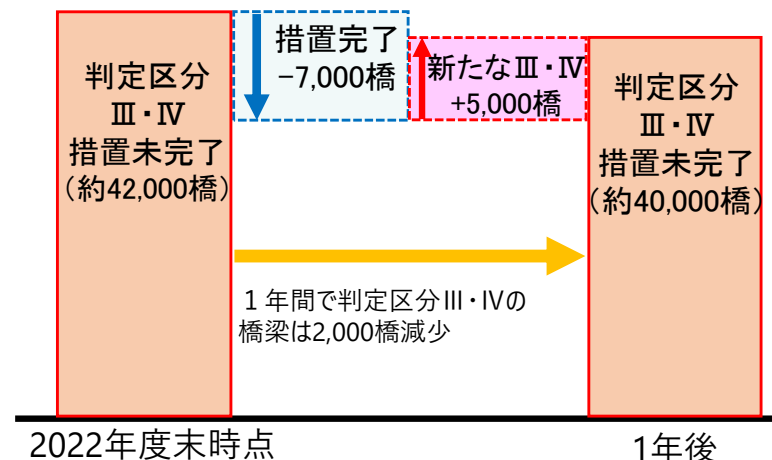 判定区分
Ⅲ・Ⅳ
措置未完了
(約42,000橋)
措置完了
−7,000橋
新たなⅢ・Ⅳ
+5,000橋
判定区分
Ⅲ・Ⅳ
措置未完了
(約40,000橋)
１年間で判定区分Ⅲ・Ⅳの
橋梁は2,000橋減少
2022年度末時点
1年後